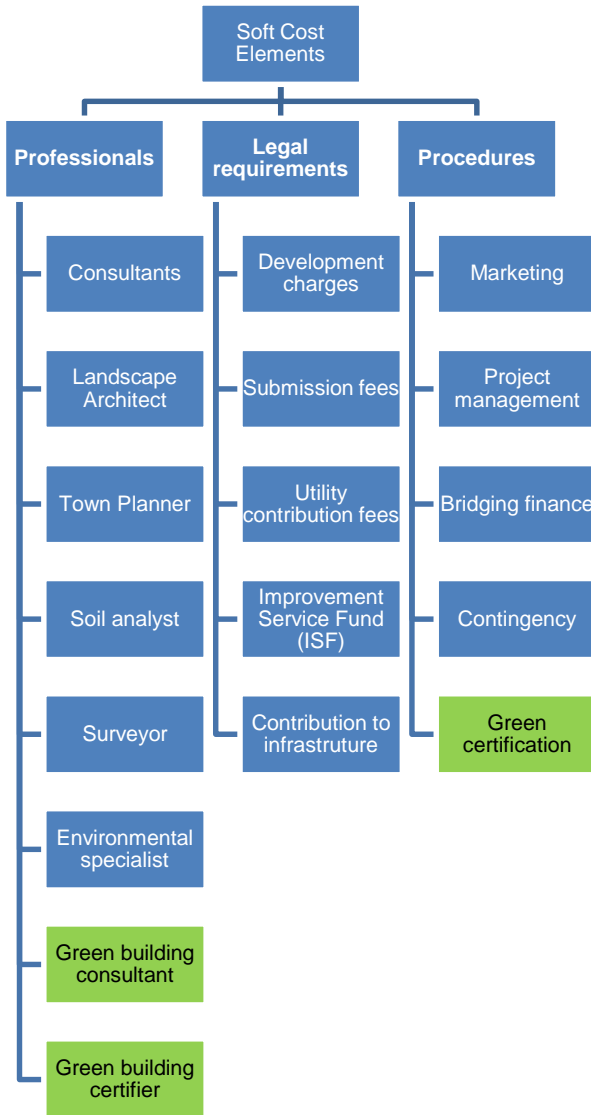 Soft Cost
Elements
Professionals
Legal
requirements
Procedures
Consultants
Landscape
Architect
Town Planner
Soil analyst
Surveyor
Environmental
specialist
Green building
consultant
Green building
certifier
Development
charges
Submission fees
Utility
contribution fees
Improvement
Service Fund
(ISF)
Contribution to
infrastruture
Marketing
Project
management
Bridging finance
Contingency
Green
certification